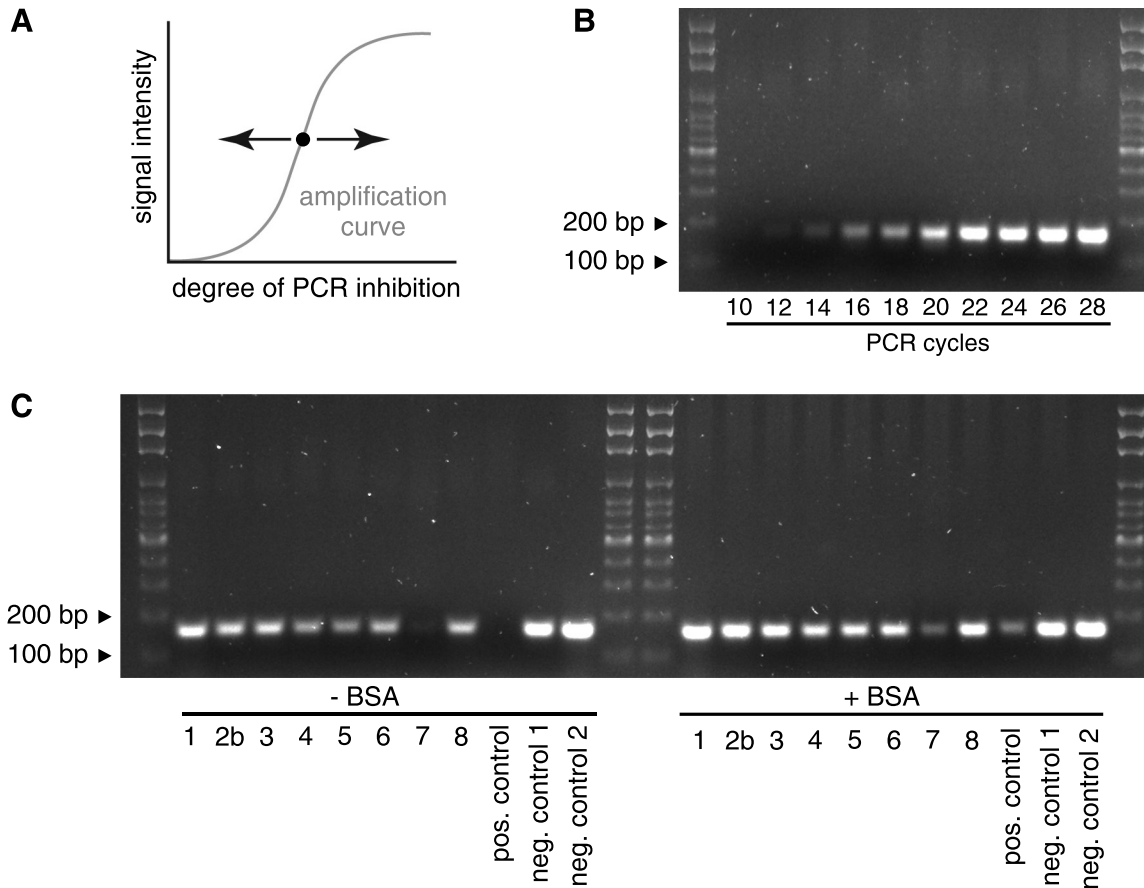 A
signal intensity
amplification
curve
degree of PCR inhibition
B
200 bp
100 bp
10 12 14 16 18 20 22 24 26 28
PCR cycles
C
200 bp
100 bp
- BSA
1 2b 3 4 5 6 7 8 pos. control neg. control 1 neg. control 2
+ BSA
1 2b 3 4 5 6 7 8 pos. control neg. control 1 neg. control 2